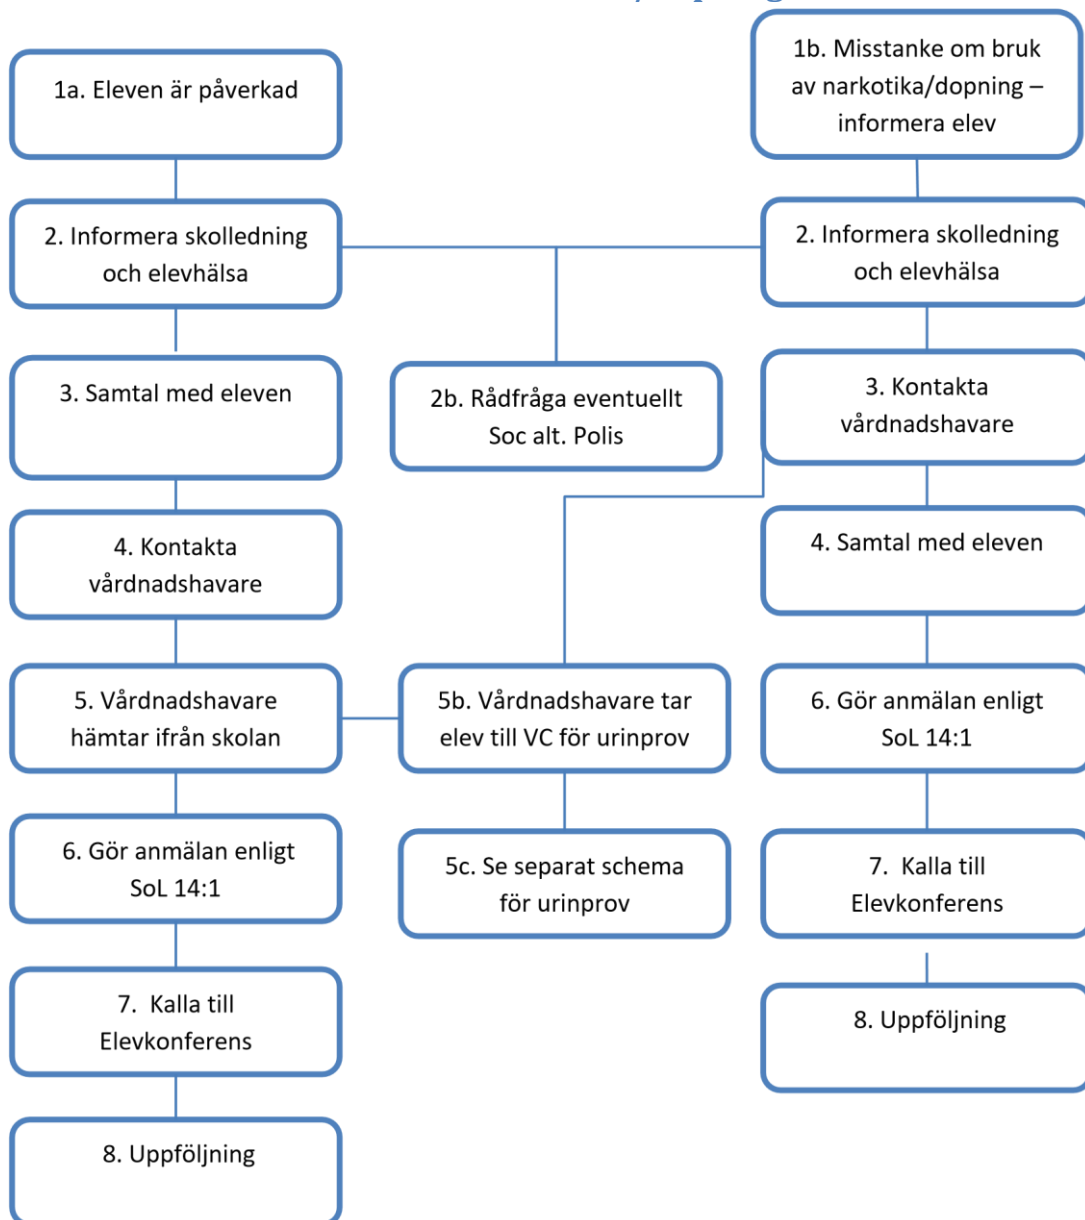 1a. Eleven är påverkad
2. Informera skolledning
och elevhälsa
3. Samtal med eleven
4. Kontakta
vårdnadshavare
5. Vårdnadshavare
hämtar ifrån skolan
6. Gör anmälan enligt
SoL 14:1
7. Kalla till
Elevkonferens
8. Uppföljning
2b. Rådfråga eventuellt
Soc alt. Polis
5b. Vårdnadshavare tar
elev till VC för urinprov
5c. Se separat schema
för urinprov
1b. Misstanke om bruk
av narkotika/dopning –
informera elev
2. Informera skolledning
och elevhälsa
3. Kontakta
vårdnadshavare
4. Samtal med eleven
6. Gör anmälan enligt
SoL 14:1
7. Kalla till
Elevkonferens
8. Uppföljning